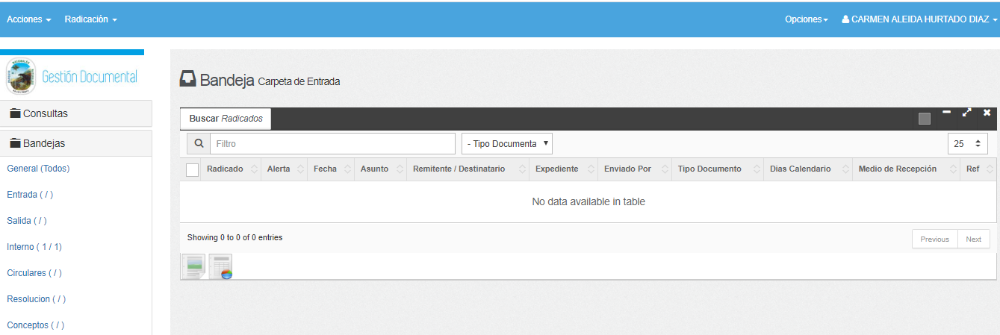 Acciones Radicación Opciones CARMEN ALEIDA HURTADO DIAZ
Gestión Documental
Consultas
Bandejas
General (Todos)
Entrada ( / )
Salida ( / )
Interno ( 1 / 1)
Circulares ( / )
Resolucion ( / )
Conceptos ( / )
Bandeja Carpeta de Entrada
Buscar Radicados
Filtro - Tipo Documenta 25
Radicado Alerta Fecha Asunto Remitente / Destinatario Expediente Enviado Por Tipo Documento Dias Calendario Medio de Recepción Ref
No data available in table
Showing 0 to 0 of 0 entries
Previous Next